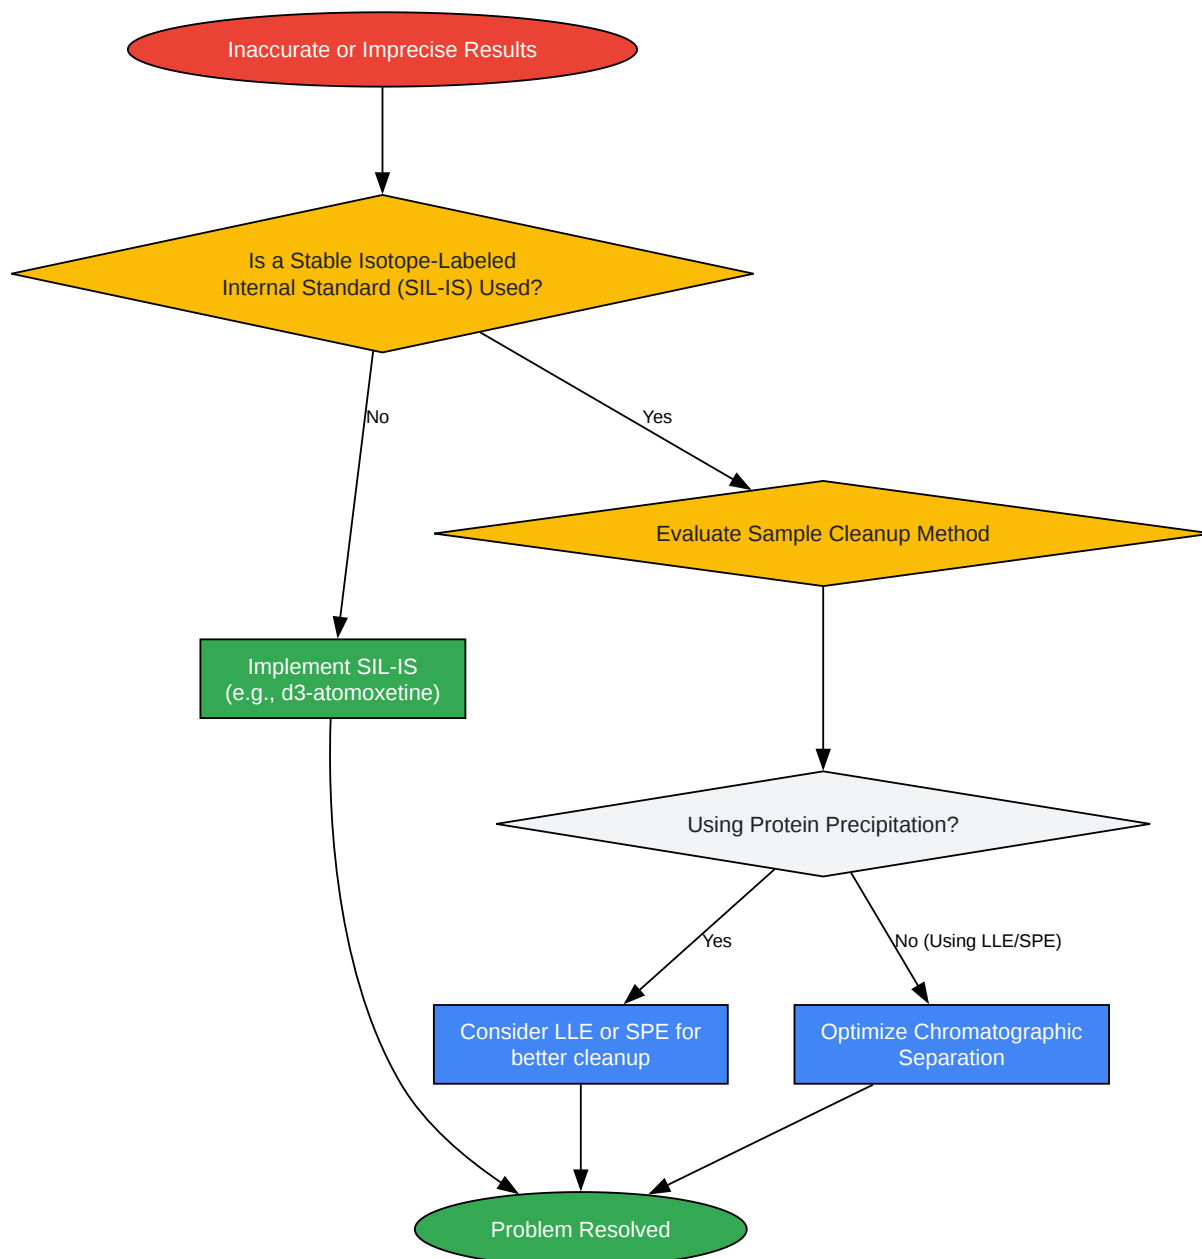 Inaccurate or Imprecise Results
Is a Stable Isotope-Labeled
Internal Standard (SIL-IS) Used?
No
Yes
Evaluate Sample Cleanup Method
Implement SIL-IS
(e.g., d3-atomoxetine)
Using Protein Precipitation?
Yes
No (Using LLE/SPE)
Consider LLE or SPE for
better cleanup
Optimize Chromatographic
Separation
Problem Resolved